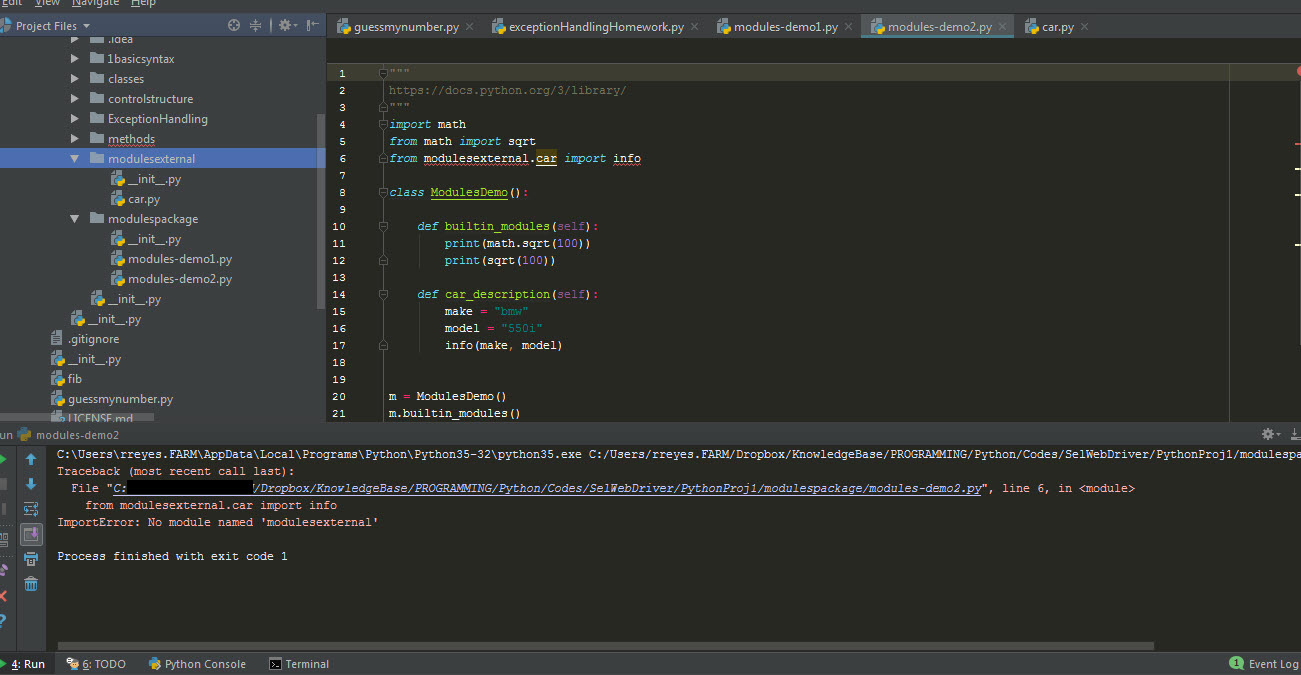 Edit View Navigate Help
Project Files
guessmynumber.py exceptionHandlingHomework.py modules-demo1.py modules-demo2.py car.py
.idea
1basicsyntax
classes
controlstructure
ExceptionHandling
methods
modulesexternal
__init__.py
car.py
modulespackage
__init__.py
modules-demo1.py
modules-demo2.py
__init__.py
__init__.py
.gitignore
__init__.py
fib
guessmynumber.py
LICENSE.md
1 """
2 https://docs.python.org/3/library/
3 """
4 import math
5 from math import sqrt
6 from modulesexternal.car import info
7
8 class ModulesDemo():
9
10 def builtin_modules(self):
11 print(math.sqrt(100))
12 print(sqrt(100))
13
14 def car_description(self):
15 make = "bmw"
16 model = "550i"
17 info(make, model)
18
19
20 m = ModulesDemo()
21 m.builtin_modules()
un modules-demo2
C:\Users\rreyes.FARM\AppData\Local\Programs\Python\Python35-32\python35.exe C:/Users/rreyes.FARM/Dropbox/KnowledgeBase/PROGRAMMING/Python/Codes/SelWebDriver/PythonProj1/modulespa
Traceback (most recent call last):
File "C: /Dropbox/KnowledgeBase/PROGRAMMING/Python/Codes/SelWebDriver/PythonProj1/modulespackage/modules-demo2.py", line 6, in <module>
from modulesexternal.car import info
ImportError: No module named 'modulesexternal'
Process finished with exit code 1
4: Run 6: TODO Python Console Terminal 1 Event Log